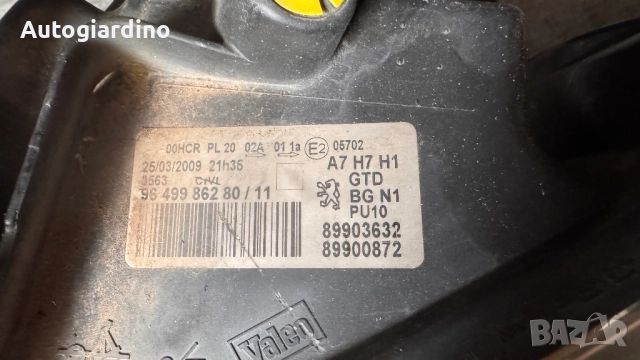 Autogiardino
00HCR PL 20 02A 01 1a E2 05702
25/03/2009 21h35
3563
96 499 862 80 / 11
A7 H7 H1
GTD
BG N1
PU10
89903632
89900872
Valeo
BAZAR
.bg